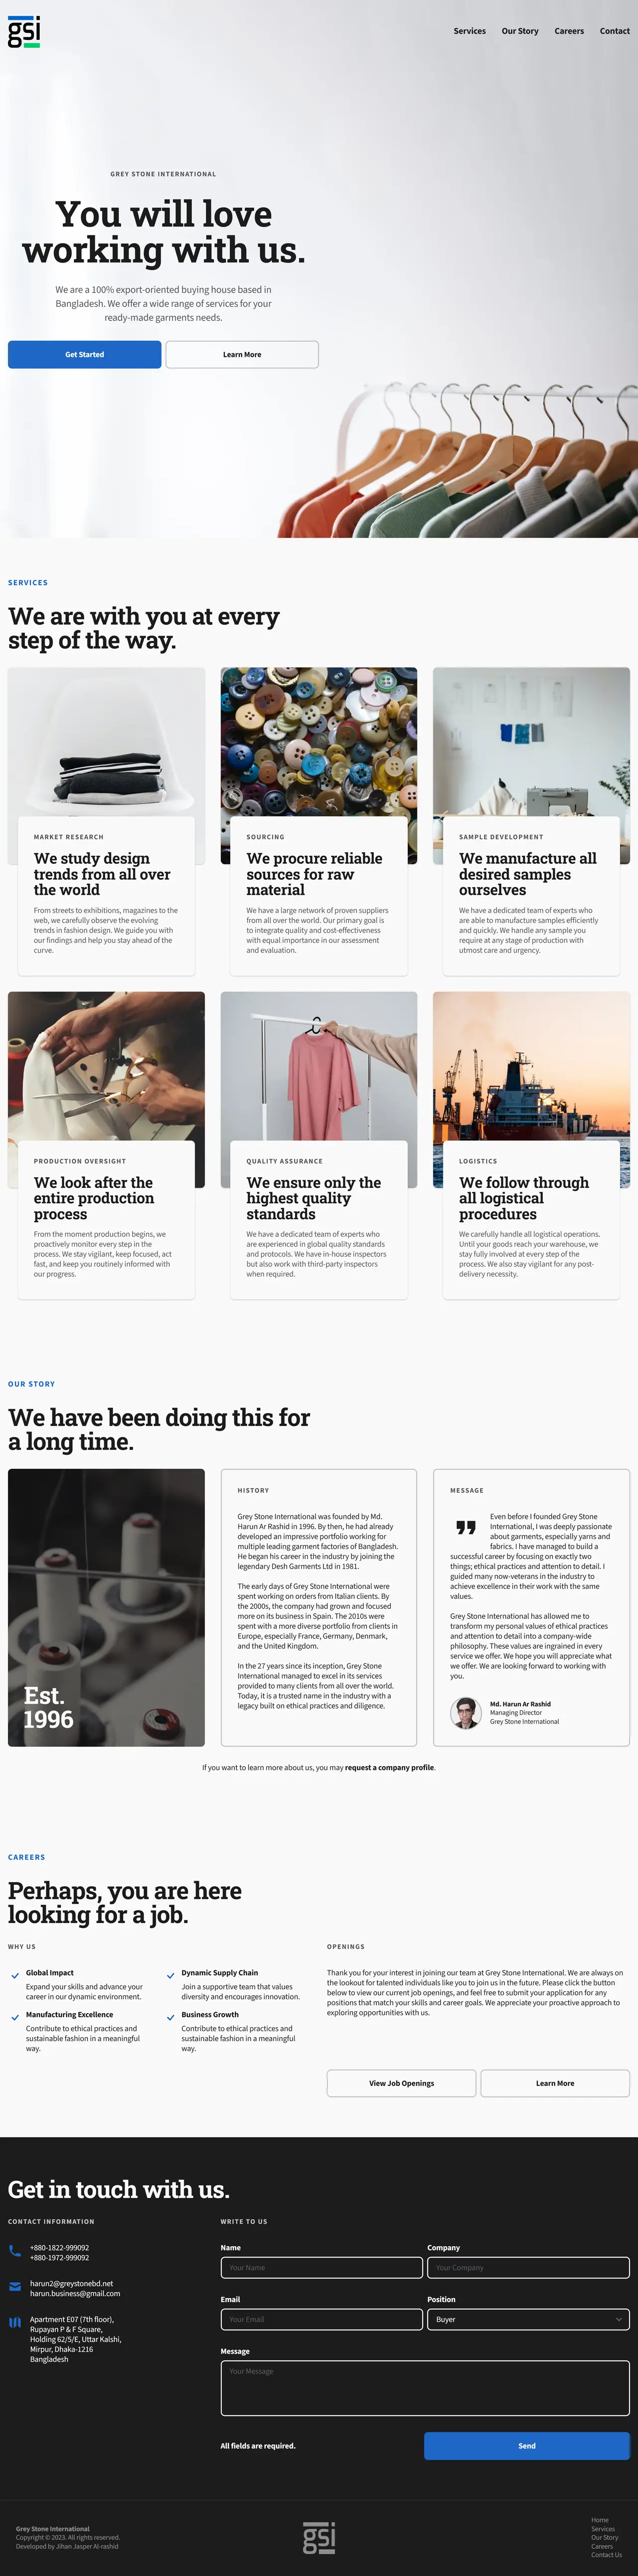 gsi
Services Our Story Careers Contact
GREY STONE INTERNATIONAL
You will love
working with us.
We are a 100% export-oriented buying house based in
Bangladesh. We offer a wide range of services for your
ready-made garments needs.
Get Started Learn More
SERVICES
We are with you at every
step of the way.
MARKET RESEARCH
We study design
trends from all over
the world
From streets to exhibitions, magazines to the
web, we carefully observe the evolving
trends in fashion design. We guide you with
our findings and help you stay ahead of the
curve.
SOURCING
We procure reliable
sources for raw
material
We have a large network of proven suppliers
from all over the world. Our primary goal is
to integrate quality and cost-effectiveness
with equal importance in our assessment
and evaluation.
SAMPLE DEVELOPMENT
We manufacture all
desired samples
ourselves
We have a dedicated team of experts who
are able to manufacture samples efficiently
and quickly. We handle any sample you
require at any stage of production with
utmost care and urgency.
PRODUCTION OVERSIGHT
We look after the
entire production
process
From the moment production begins, we
proactively monitor every step in the
process. We stay vigilant, keep focused, act
fast, and keep you routinely informed with
our progress.
QUALITY ASSURANCE
We ensure only the
highest quality
standards
We have a dedicated team of experts who
are experienced in global quality standards
and protocols. We have in-house inspectors
but also work with third-party inspectors
when required.
LOGISTICS
We follow through
all logistical
procedures
We carefully handle all logistical operations.
Until your goods reach your warehouse, we
stay fully involved at every step of the
process. We also stay vigilant for any post-
delivery necessity.
OUR STORY
We have been doing this for
a long time.
Est.
1996
HISTORY
Grey Stone International was founded by Md.
Harun Ar Rashid in 1996. By then, he had already
developed an impressive portfolio working for
multiple leading garment factories of Bangladesh.
He began his career in the industry by joining the
legendary Desh Garments Ltd in 1981.
The early days of Grey Stone International were
spent working on orders from Italian clients. By
the 2000s, the company had grown and focused
more on its business in Spain. The 2010s were
spent with a more diverse portfolio from clients in
Europe, especially France, Germany, Denmark,
and the United Kingdom.
In the 27 years since its inception, Grey Stone
International managed to excel in its services
provided to many clients from all over the world.
Today, it is a trusted name in the industry with a
legacy built on ethical practices and diligence.
MESSAGE
Even before I founded Grey Stone
International, I was deeply passionate
about garments, especially yarns and
fabrics. I have managed to build a
successful career by focusing on exactly two
things; ethical practices and attention to detail. I
guided many now-veterans in the industry to
achieve excellence in their work with the same
values.
Grey Stone International has allowed me to
transform my personal values of ethical practices
and attention to detail into a company-wide
philosophy. These values are ingrained in every
service we offer. We hope you will appreciate what
we offer. We are looking forward to working with
you.
Md. Harun Ar Rashid
Managing Director
Grey Stone International
If you want to learn more about us, you may request a company profile.
CAREERS
Perhaps, you are here
looking for a job.
WHY US
Global Impact
Expand your skills and advance your
career in our dynamic environment.
Dynamic Supply Chain
Join a supportive team that values
diversity and encourages innovation.
Manufacturing Excellence
Contribute to ethical practices and
sustainable fashion in a meaningful
way.
Business Growth
Contribute to ethical practices and
sustainable fashion in a meaningful
way.
OPENINGS
Thank you for your interest in joining our team at Grey Stone International. We are always on
the lookout for talented individuals like you to join us in the future. Please click the button
below to view our current job openings, and feel free to submit your application for any
positions that match your skills and career goals. We appreciate your proactive approach to
exploring opportunities with us.
View Job Openings Learn More
Get in touch with us.
CONTACT INFORMATION
+880-1822-999092
+880-1972-999092
harun2@greystonebd.net
harun.business@gmail.com
Apartment E07 (7th floor),
Rupayan P & F Square,
Holding 62/5/E, Uttar Kalshi,
Mirpur, Dhaka-1216
Bangladesh
WRITE TO US
Name Company
Your Name Your Company
Email Position
Your Email Buyer
Message
Your Message
All fields are required. Send
Grey Stone International
Copyright © 2023. All rights reserved.
Developed by Jihan Jasper Al-rashid
gsi
Home
Services
Our Story
Careers
Contact Us